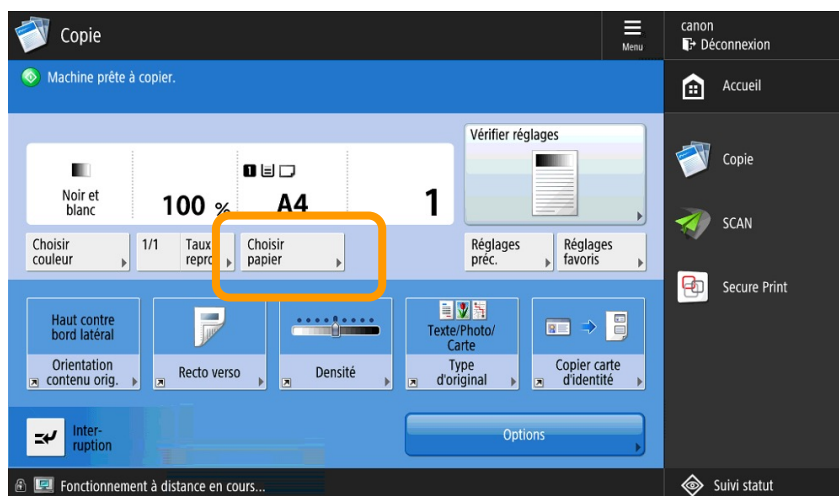 Copie
Menu
canon
Déconnexion
Machine prête à copier.
Accueil
Vérifier réglages
Copie
1
Noir et
blanc
100 %
A4
1
SCAN
Choisir
couleur
1/1
Taux
repro.
Choisir
papier
Réglages
préc.
Réglages
favoris
Secure Print
Haut contre
bord latéral
Texte/Photo/
Carte
Orientation
contenu orig.
Recto verso
Densité
Type
d'original
Copier carte
d'identité
Inter-
ruption
Options
Fonctionnement à distance en cours...
Suivi statut